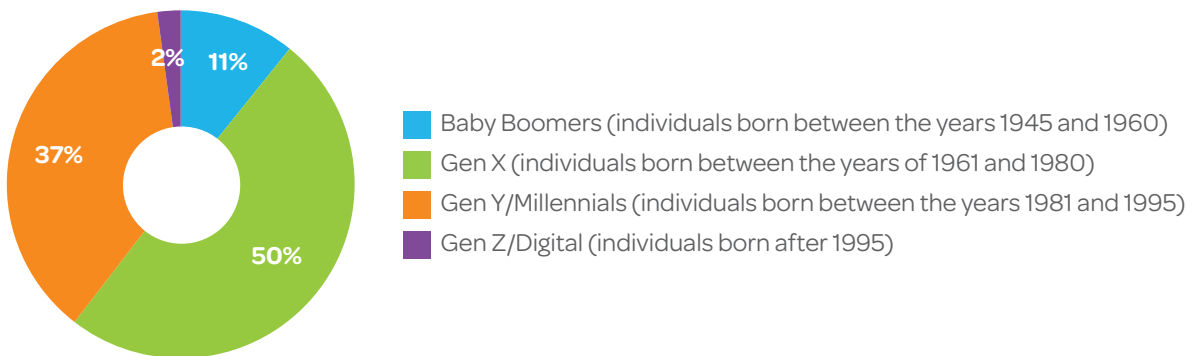 2%
11%
37%
50%
Baby Boomers (individuals born between the years 1945 and 1960)
Gen X (individuals born between the years of 1961 and 1980)
Gen Y/Millennials (individuals born between the years 1981 and 1995)
Gen Z/Digital (individuals born after 1995)